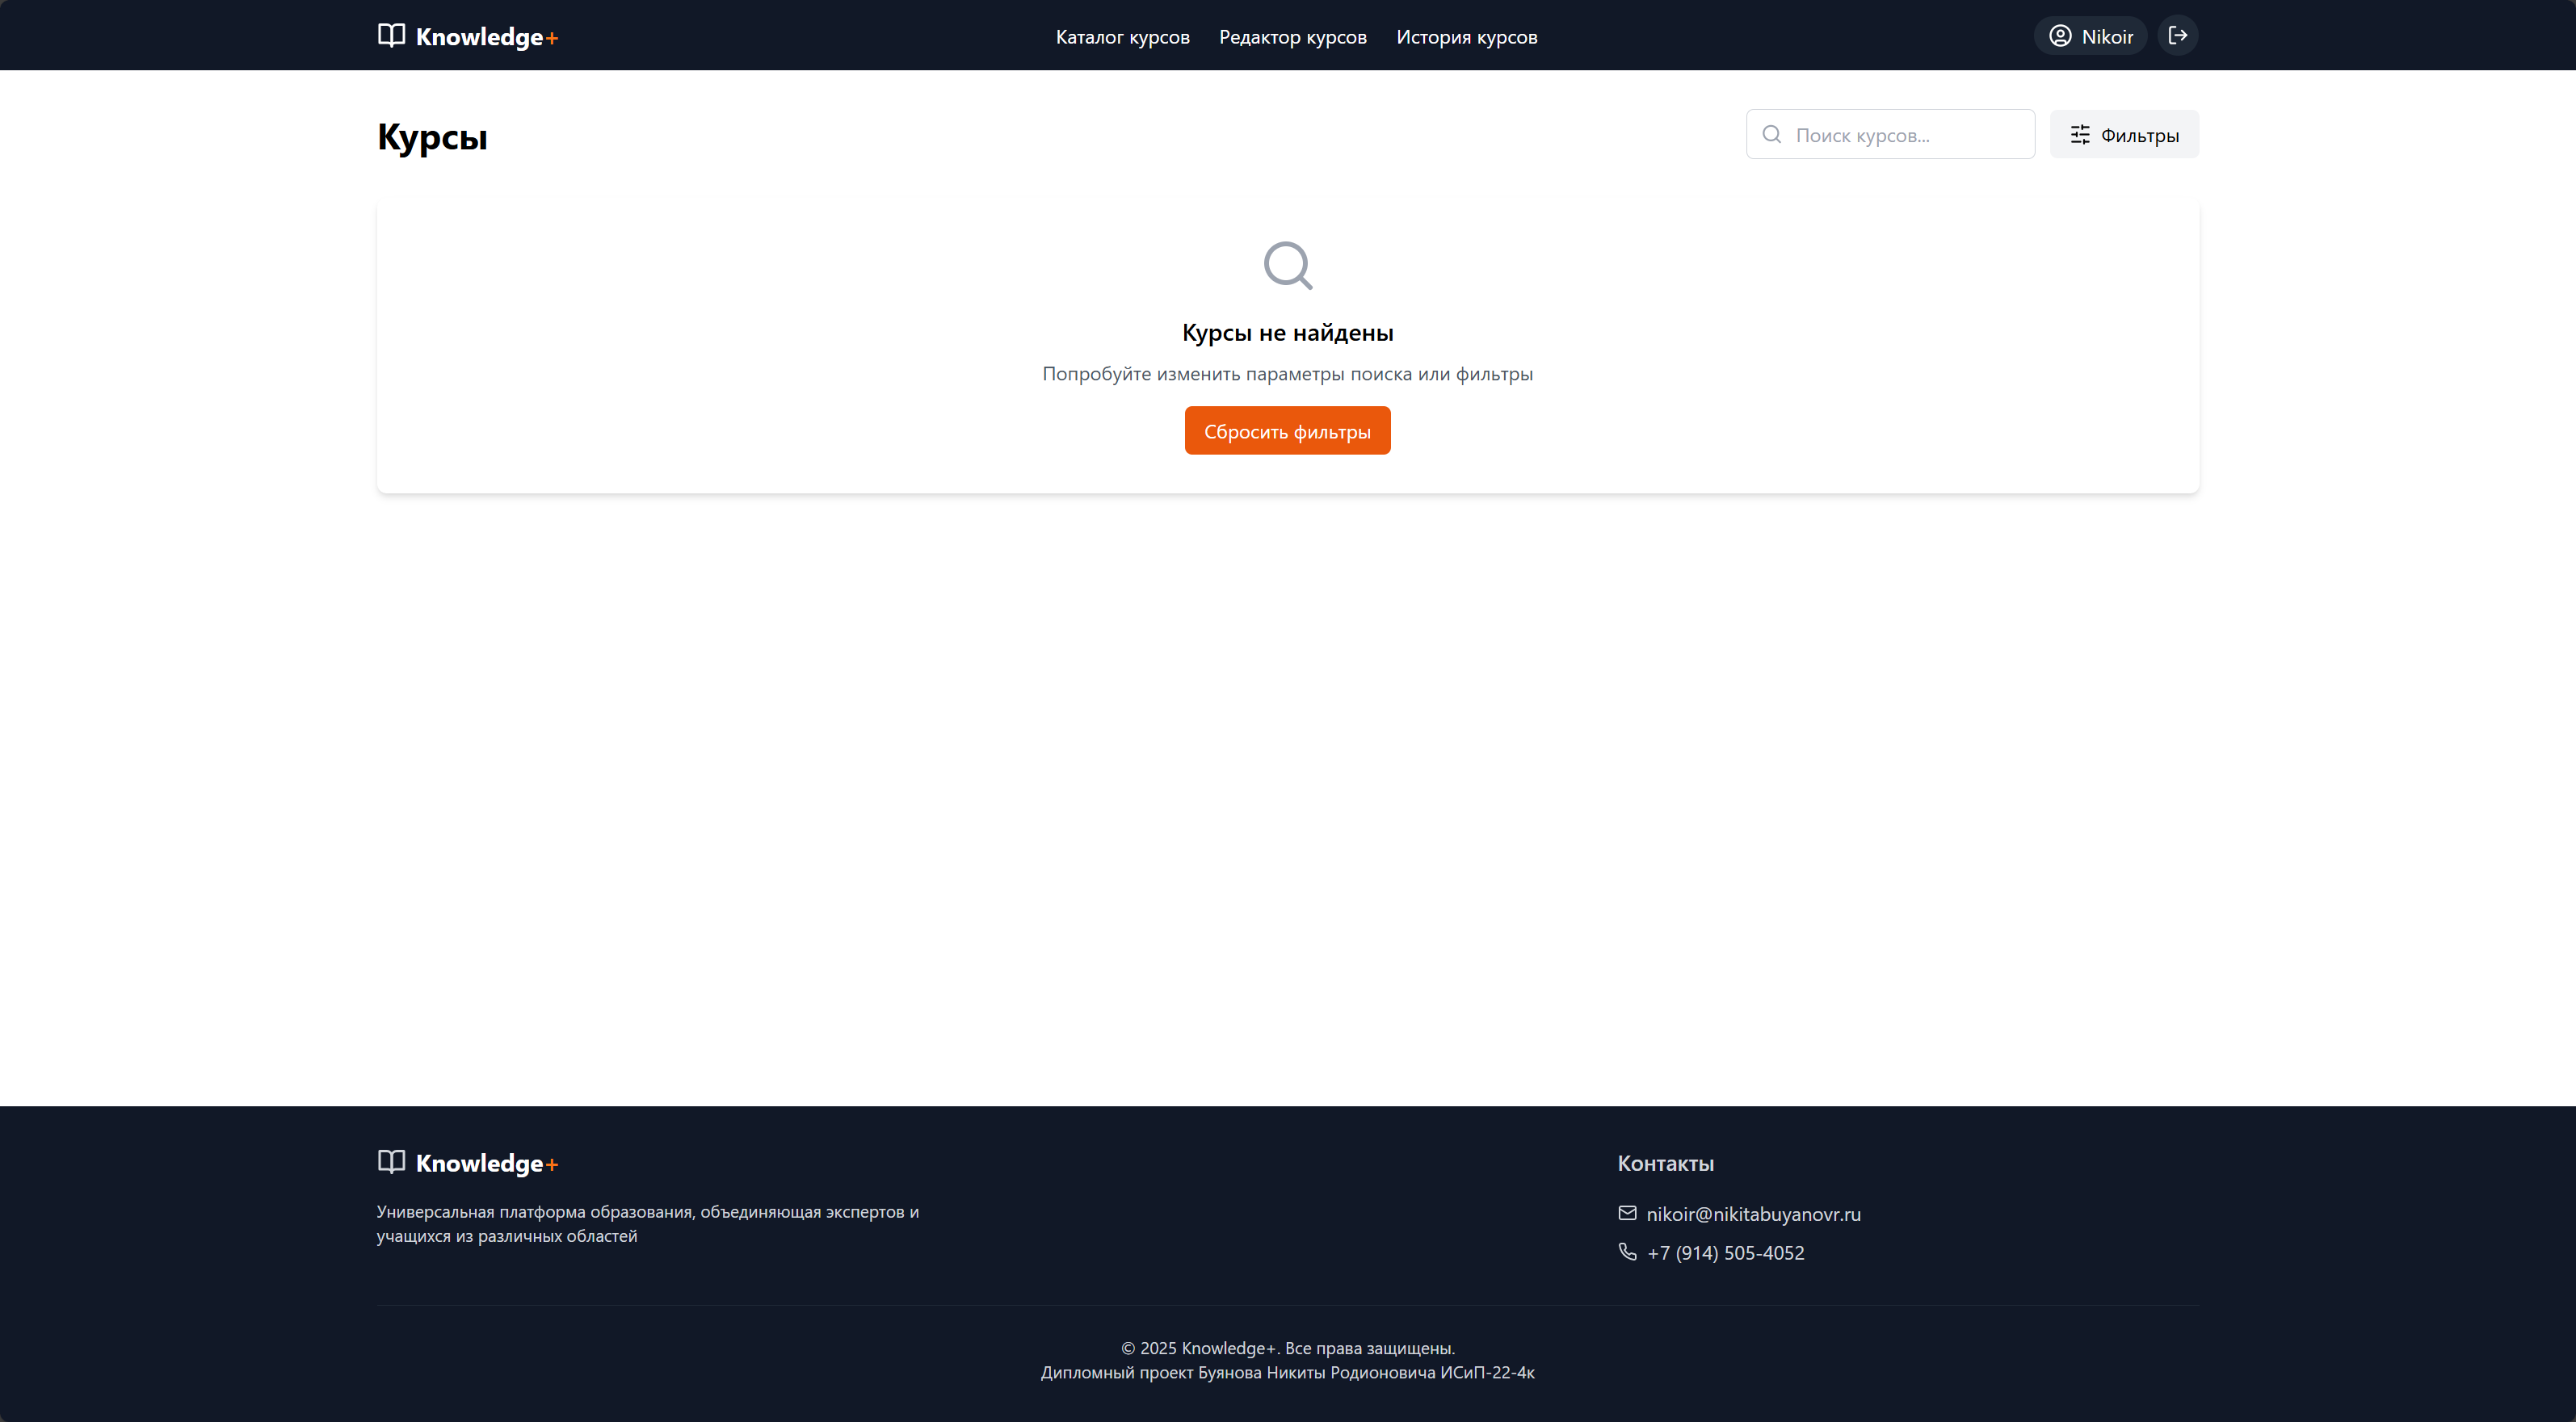 Knowledge+
Каталог курсов
Редактор курсов
История курсов
Nikoir
Курсы
Поиск курсов...
Фильтры
Курсы не найдены
Попробуйте изменить параметры поиска или фильтры
Сбросить фильтры
Knowledge+
Универсальная платформа образования, объединяющая экспертов и
учащихся из различных областей
Контакты
nikoir@nikitabuyanovr.ru
+7 (914) 505-4052
© 2025 Knowledge+. Все права защищены.
Дипломный проект Буянова Никиты Родионовича ИСиП-22-4к